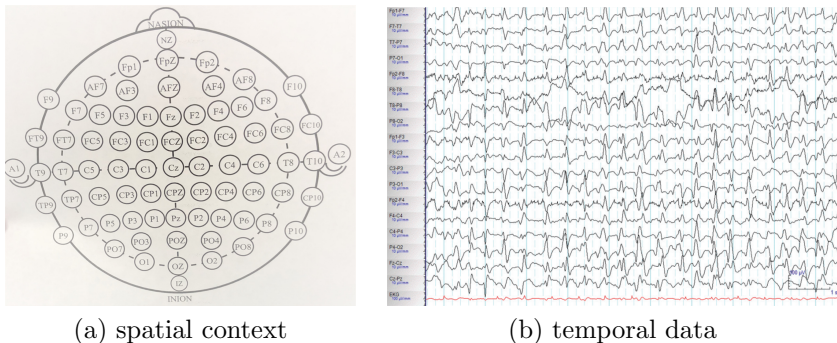 NASION
NZ
Fp1 FpZ Fp2
AF7 AF3 AFZ AF4 AF8
F9 F7 F5 F3 F1 Fz F2 F4 F6 F8 F10
FT9 FT7 FC5 FC3 FC1 FCZ FC2 FC4 FC6 FC8 FC10
A1 T9 T7 C5 C3 C1 Cz C2 C4 C6 T8 T10 A2
TP9 TP7 CP5 CP3 CP1 CPZ CP2 CP4 CP6 CP8 CP10
P9 P7 P5 P3 P1 Pz P2 P4 P6 P8 P10
PO7 PO3 POZ PO4 PO8
O1 OZ O2
IZ
INION
(a) spatial context
Fp1-F7
F7-T7
T7-P7
P7-O1
Fp2-F8
F8-T8
T8-P8
P8-O2
Fp1-F3
F3-C3
C3-P3
P3-O1
Fp2-F4
F4-C4
C4-P4
P4-O2
Fz-Cz
Cz-Pz
EKG
(b) temporal data